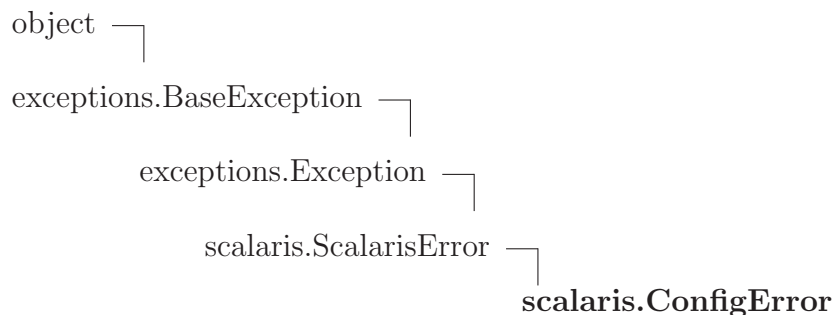 object
exceptions.BaseException
exceptions.Exception
scalaris.ScalarisError
scalaris.ConfigError